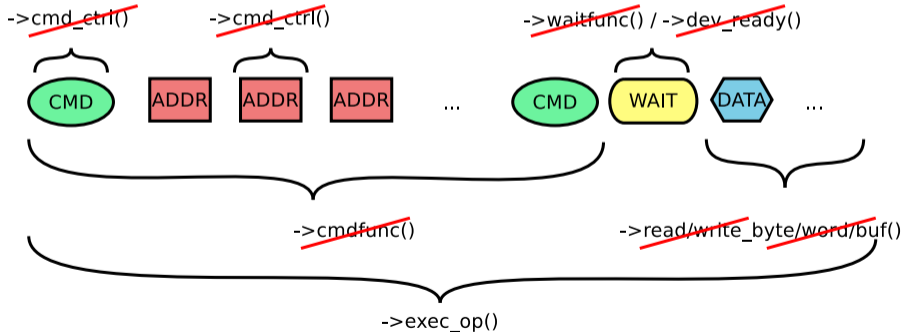 ->cmd_ctrl() ->cmd_ctrl() ->waitfunc() / ->dev_ready()
CMD ADDR ADDR ADDR ... CMD WAIT DATA ...
->cmdfunc() ->read/write_byte/word/buf()
->exec_op()